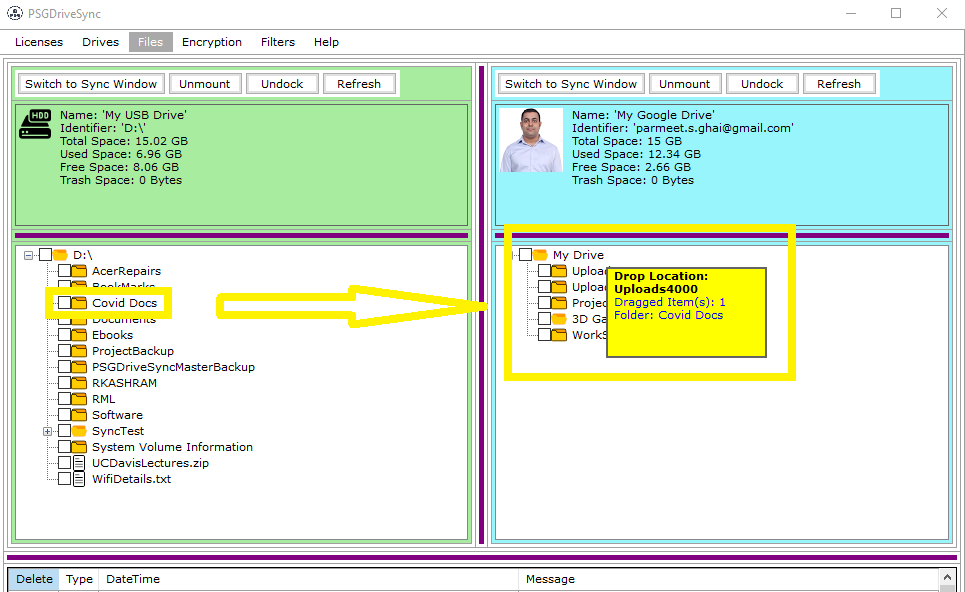 PSGDriveSync
Licenses Drives Files Encryption Filters Help
Switch to Sync Window Unmount Undock Refresh
HDD
Name: 'My USB Drive'
Identifier: 'D:\'
Total Space: 15.02 GB
Used Space: 6.96 GB
Free Space: 8.06 GB
Trash Space: 0 Bytes
D:\
AcerRepairs
BookMarks
Covid Docs
Documents
Ebooks
ProjectBackup
PSGDriveSyncMasterBackup
RKASHRAM
RML
Software
SyncTest
System Volume Information
UCDavisLectures.zip
WifiDetails.txt
Switch to Sync Window Unmount Undock Refresh
Name: 'My Google Drive'
Identifier: 'parmeet.s.ghai@gmail.com'
Total Space: 15 GB
Used Space: 12.34 GB
Free Space: 2.66 GB
Trash Space: 0 Bytes
My Drive
3D
Drop Location:
Uploads4000
Dragged Item(s): 1
Folder: Covid Docs
Delete Type DateTime Message